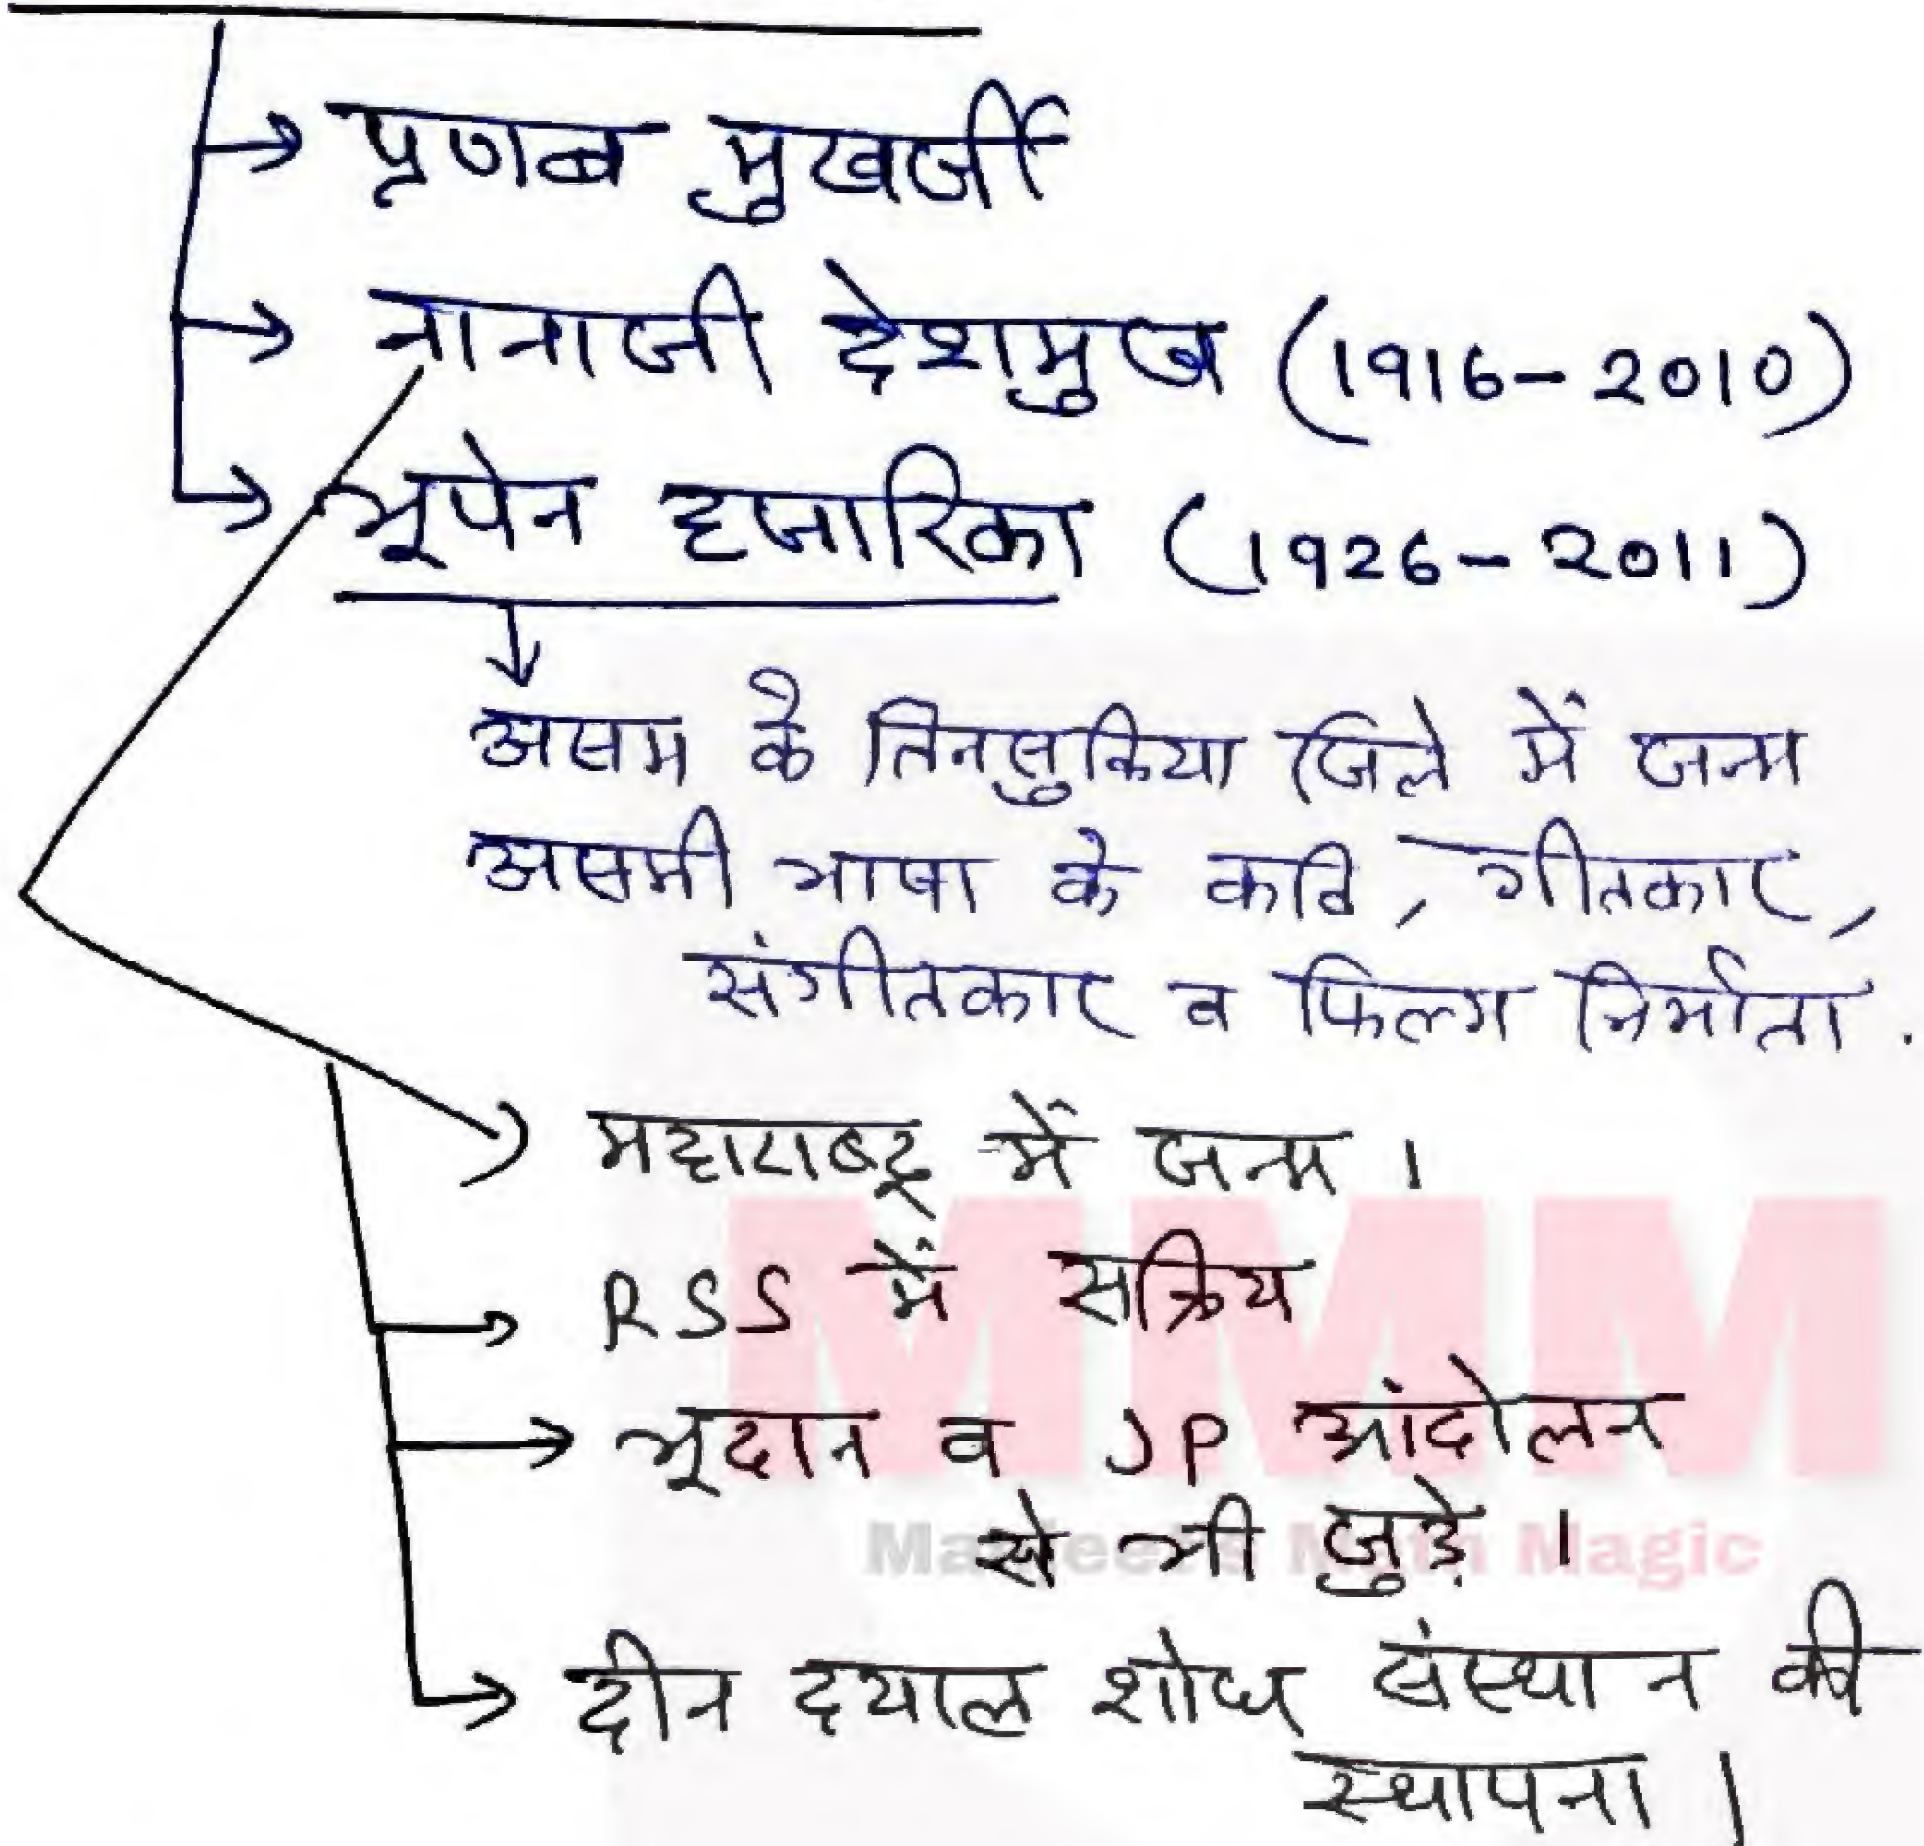 → प्रणब मुखर्जी
→ नानाजी देशमुख (1916-2010)
→ भूपेन हजारिका (1926-2011)
असम के तिनसुकिया जिले में जन्म
असमी भाषा के कवि, गीतकार,
संगीतकार व फिल्म निर्माता.
महाराष्ट्र में जन्म।
→ RSS में सक्रिय
→ भूदान व JP आंदोलन
से भी जुड़े।
→ दीन दयाल शोध संस्थान की
स्थापना।
MMM
Math Magic